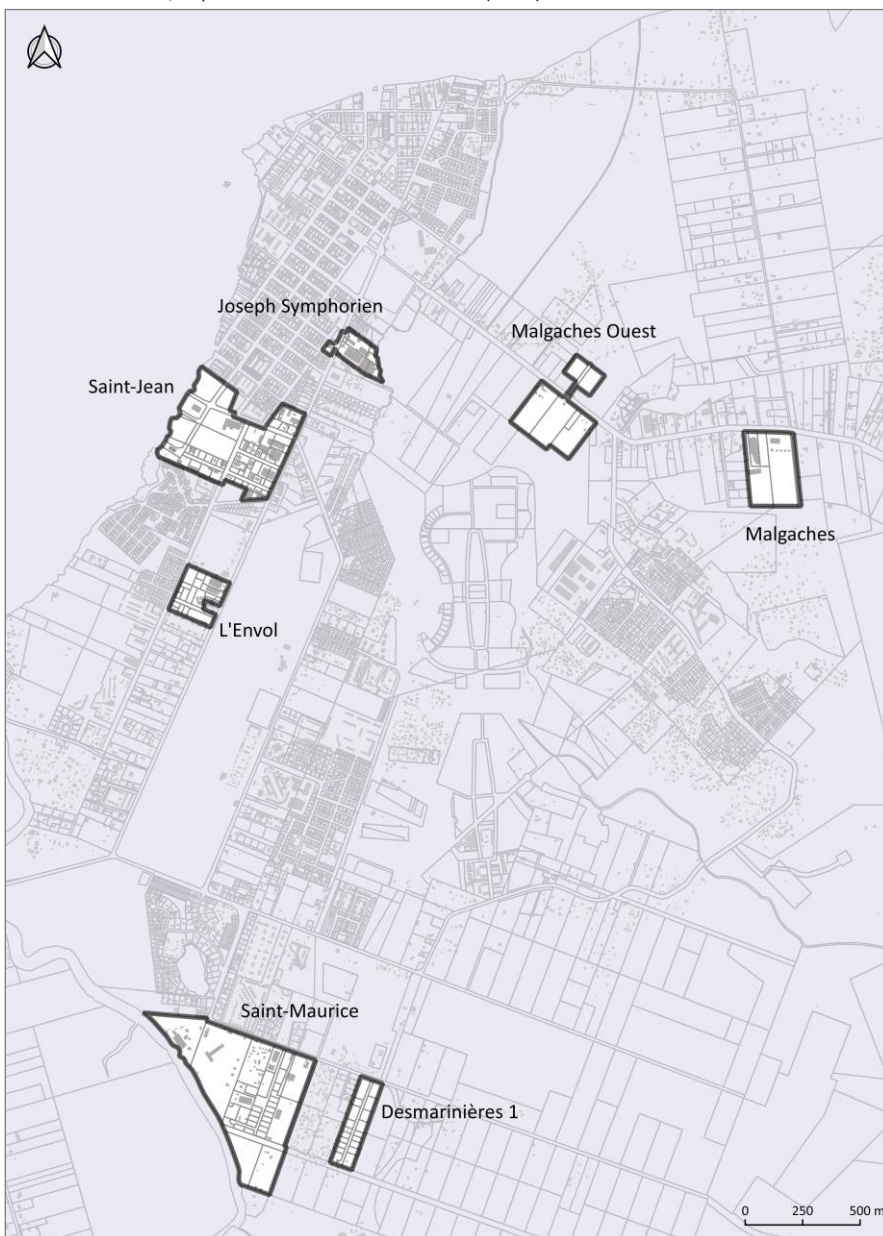 Joseph Symphorien
Malgaches Ouest
Saint-Jean
Malgaches
L'Envol
Saint-Maurice
Desmarinières 1
0 250 500 m